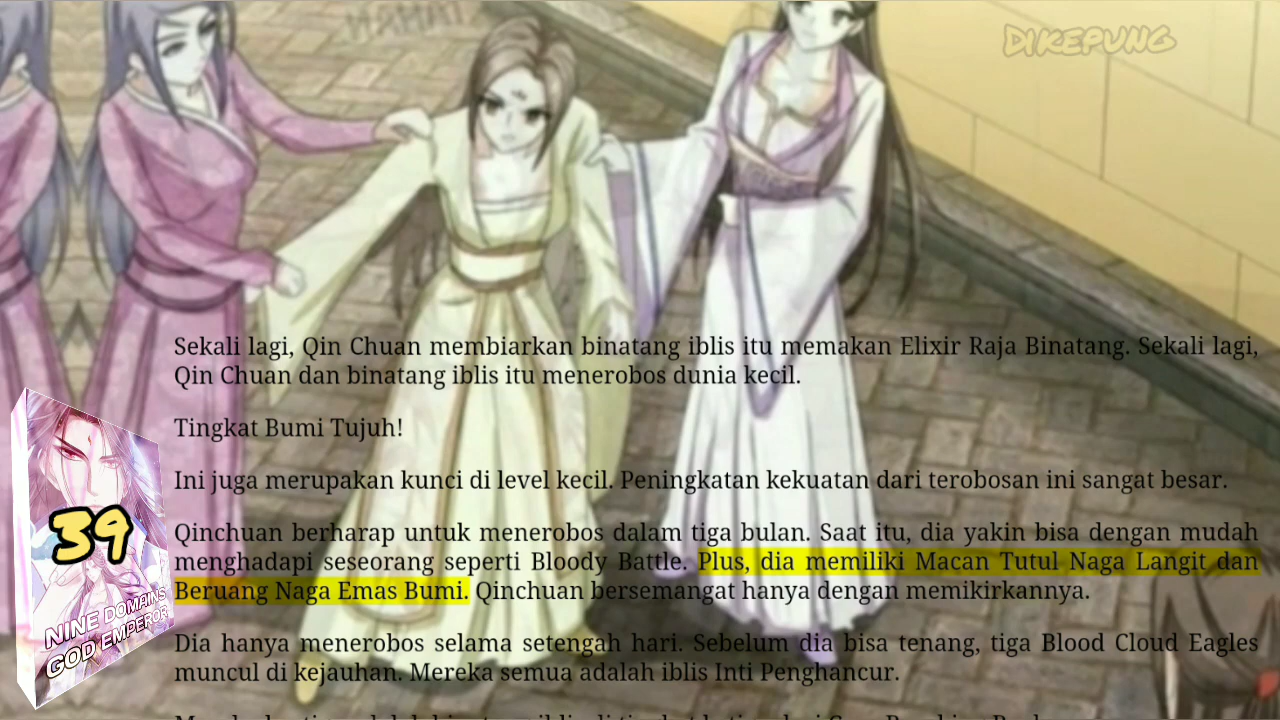 DIKEPUNG
Sekali lagi, Qin Chuan membiarkan binatang iblis itu memakan Elixir Raja Binatang. Sekali lagi,
Qin Chuan dan binatang iblis itu menerobos dunia kecil.
Tingkat Bumi Tujuh!
Ini juga merupakan kunci di level kecil. Peningkatan kekuatan dari terobosan ini sangat besar.
Qinchuan berharap untuk menerobos dalam tiga bulan. Saat itu, dia yakin bisa dengan mudah
menghadapi seseorang seperti Bloody Battle. Plus, dia memiliki Macan Tutul Naga Langit dan
Beruang Naga Emas Bumi. Qinchuan bersemangat hanya dengan memikirkannya.
Dia hanya menerobos selama setengah hari. Sebelum dia bisa tenang, tiga Blood Cloud Eagles
muncul di kejauhan. Mereka semua adalah iblis Inti Penghancur.
39
NINE DOMAINS
GOD EMPEROR